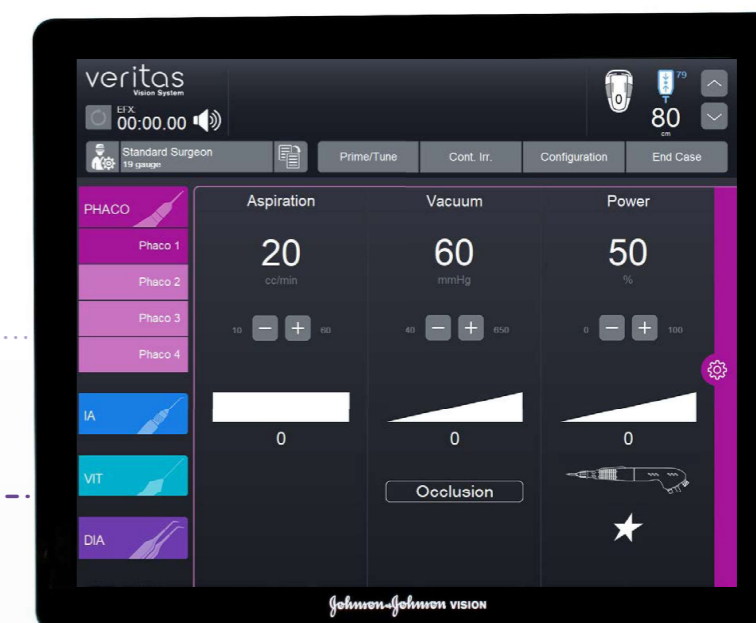 veritas
Vision System
EFX:
00:00.00
0
79
80
cm
Standard Surgeon
19 gauge
Prime/Tune
Cont. Irr.
Configuration
End Case
PHACO
Phaco 1
Phaco 2
Phaco 3
Phaco 4
IA
VIT
DIA
Aspiration
Vacuum
Power
20
60
50
cc/min
mmHg
%
10 − + 60
40 − + 650
0 − + 100
0
0
0
Occlusion
Johnson & Johnson VISION